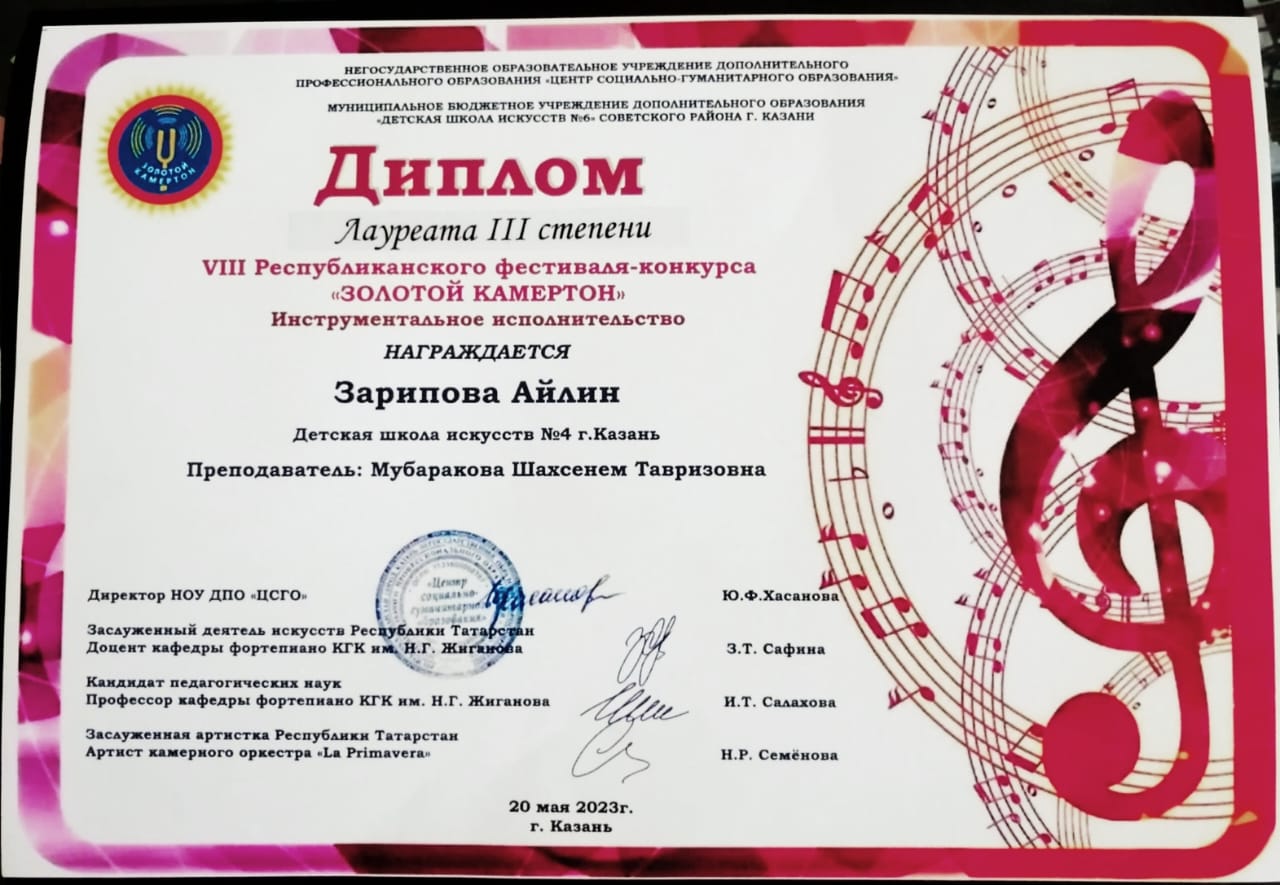 НЕГОСУДАРСТВЕННОЕ ОБРАЗОВАТЕЛЬНОЕ УЧРЕЖДЕНИЕ ДОПОЛНИТЕЛЬНОГО
ПРОФЕССИОНАЛЬНОГО ОБРАЗОВАНИЯ «ЦЕНТР СОЦИАЛЬНО-ГУМАНИТАРНОГО ОБРАЗОВАНИЯ»
МУНИЦИПАЛЬНОЕ БЮДЖЕТНОЕ УЧРЕЖДЕНИЕ ДОПОЛНИТЕЛЬНОГО ОБРАЗОВАНИЯ
«ДЕТСКАЯ ШКОЛА ИСКУССТВ №6» СОВЕТСКОГО РАЙОНА Г. КАЗАНИ
ЗОЛОТОЙ
КАМЕРТОН
Диплом
Лауреата III степени
VIII Республиканского фестиваля-конкурса
«ЗОЛОТОЙ КАМЕРТОН»
Инструментальное исполнительство
НАГРАЖДАЕТСЯ
Зарипова Айлин
Детская школа искусств №4 г.Казань
Преподаватель: Мубаракова Шахсенем Тавризовна
«Центр
социально-
гуманитарного
образования»
Директор НОУ ДПО «ЦСГО» Ю.Ф.Хасанова
Заслуженный деятель искусств Республики Татарстан
Доцент кафедры фортепиано КГК им. Н.Г. Жиганова З.Т. Сафина
Кандидат педагогических наук
Профессор кафедры фортепиано КГК им. Н.Г. Жиганова И.Т. Салахова
Заслуженная артистка Республики Татарстан
Артист камерного оркестра «La Primavera» Н.Р. Семёнова
20 мая 2023г.
г. Казань